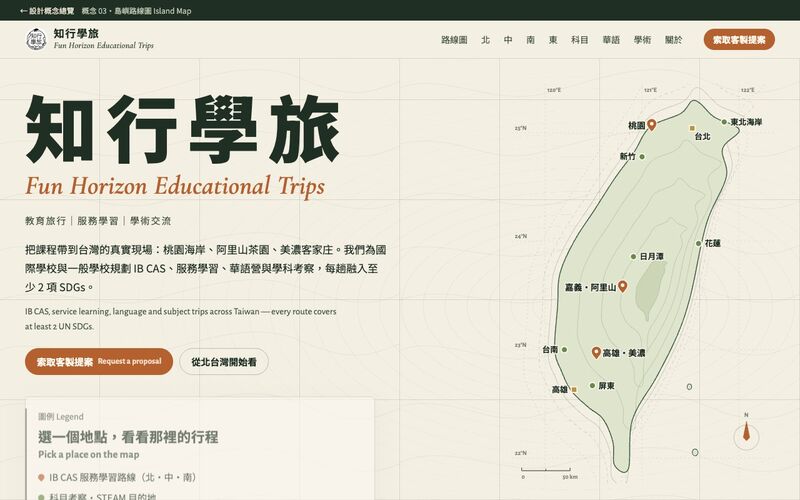 ← 設計概念總覽 概念 03・島嶼路線圖 Island Map
知行學旅
Fun Horizon Educational Trips
路線圖 北 中 南 東 科目 華語 學術 關於
索取客製提案
知行學旅
Fun Horizon Educational Trips
教育旅行｜服務學習｜學術交流
把課程帶到台灣的真實現場：桃園海岸、阿里山茶園、美濃客家庄。我們為國
際學校與一般學校規劃 IB CAS、服務學習、華語營與學科考察，每趟融入至
少 2 項 SDGs。
IB CAS, service learning, language and subject trips across Taiwan — every route covers
at least 2 UN SDGs.
索取客製提案 Request a proposal
從北台灣開始看
圖例 Legend
選一個地點，看看那裡的行程
Pick a place on the map
IB CAS 服務學習路線（北・中・南）
科目考察・STEAM 目的地
120°E
121°E
122°E
25°N
24°N
23°N
22°N
桃園
東北海岸
台北
新竹
花蓮
日月潭
嘉義・阿里山
台南
高雄・美濃
高雄
屏東
N
0
50 km